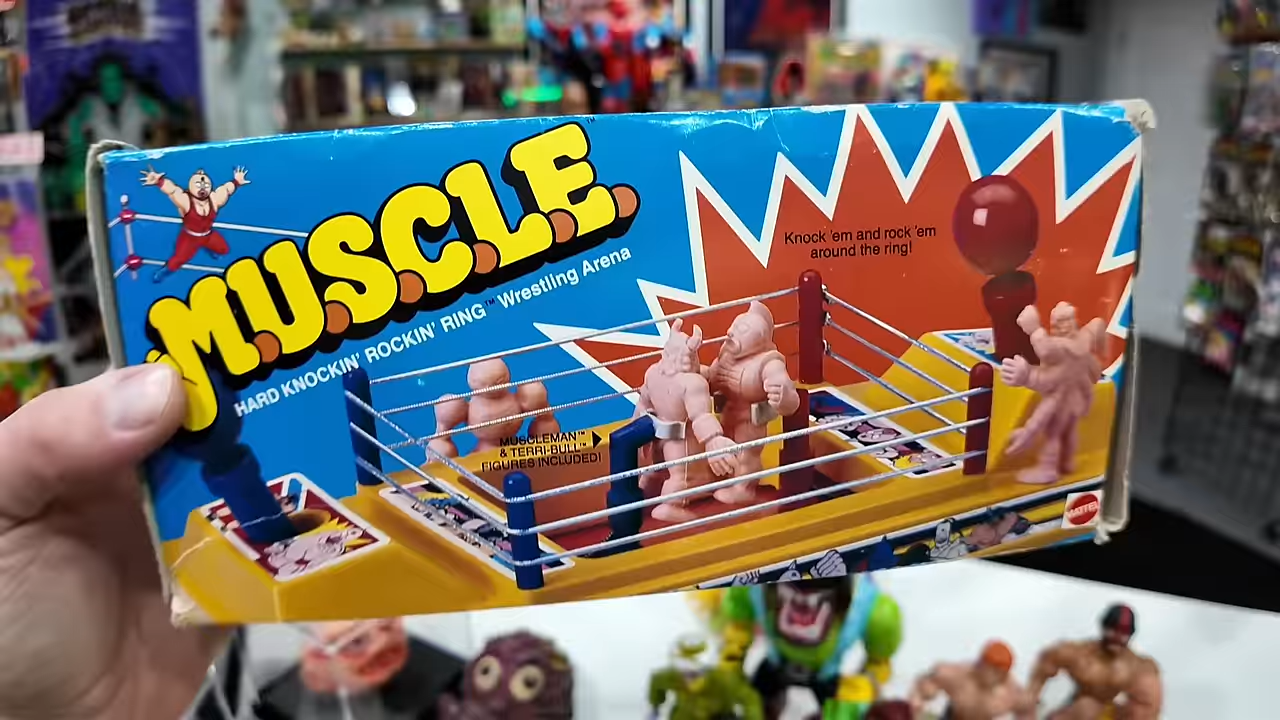 M.U.S.C.L.E.™
HARD KNOCKIN' ROCKIN' RING™ Wrestling Arena
Knock 'em and rock 'em
around the ring!
MUSCLEMAN™
& TERRI-BULL™
FIGURES INCLUDED!
MATTEL